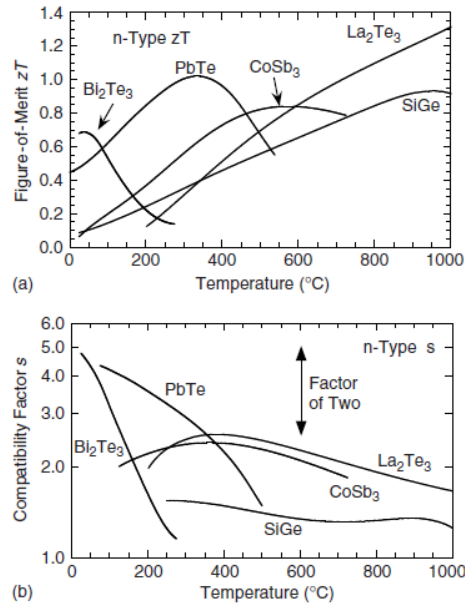 n-Type zT
La2Te3
PbTe
CoSb3
Bi2Te3
SiGe
Figure-of-Merit zT
1.4
1.2
1.0
0.8
0.6
0.4
0.2
0.0
0 200 400 600 800 1000
(a) Temperature (°C)
6.0
5.0
4.0
3.0
2.0
1.0
Compatibility Factor s
n-Type s
PbTe
Factor
of Two
Bi2Te3
La2Te3
CoSb3
SiGe
0 200 400 600 800 1000
(b) Temperature (°C)